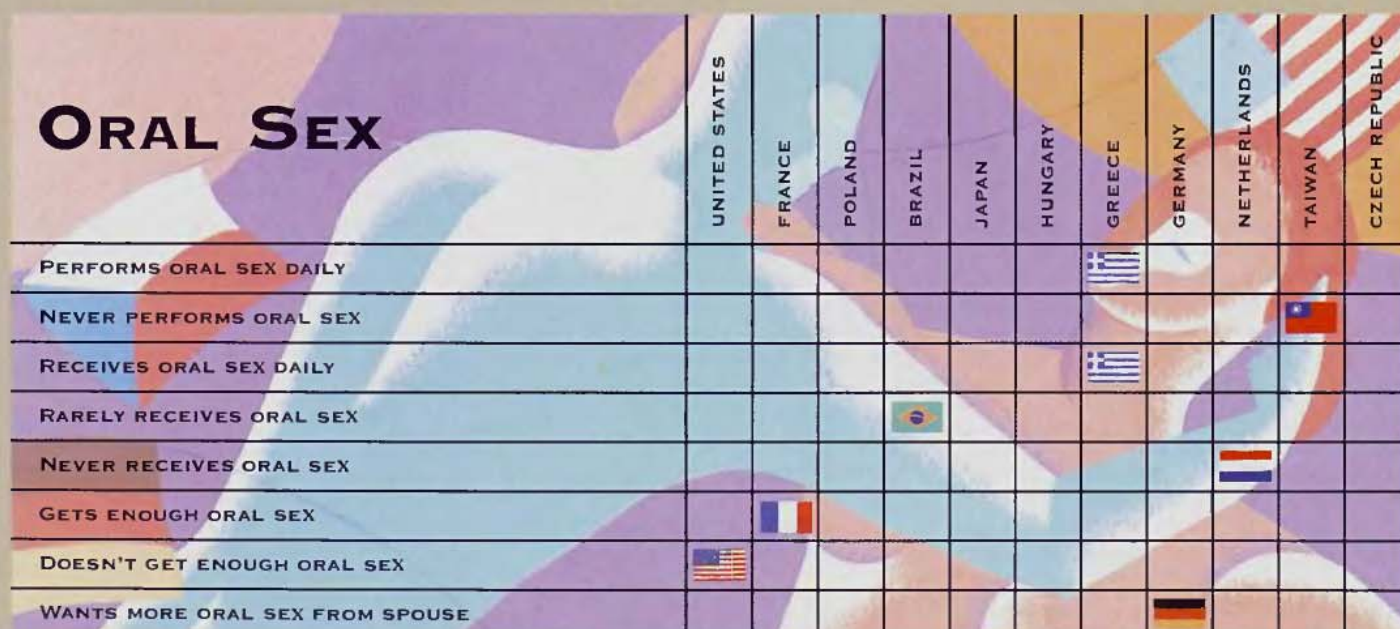 ORAL SEX
UNITED STATES
FRANCE
POLAND
BRAZIL
JAPAN
HUNGARY
GREECE
GERMANY
NETHERLANDS
TAIWAN
CZECH REPUBLIC
PERFORMS ORAL SEX DAILY
NEVER PERFORMS ORAL SEX
RECEIVES ORAL SEX DAILY
RARELY RECEIVES ORAL SEX
NEVER RECEIVES ORAL SEX
GETS ENOUGH ORAL SEX
DOESN'T GET ENOUGH ORAL SEX
WANTS MORE ORAL SEX FROM SPOUSE